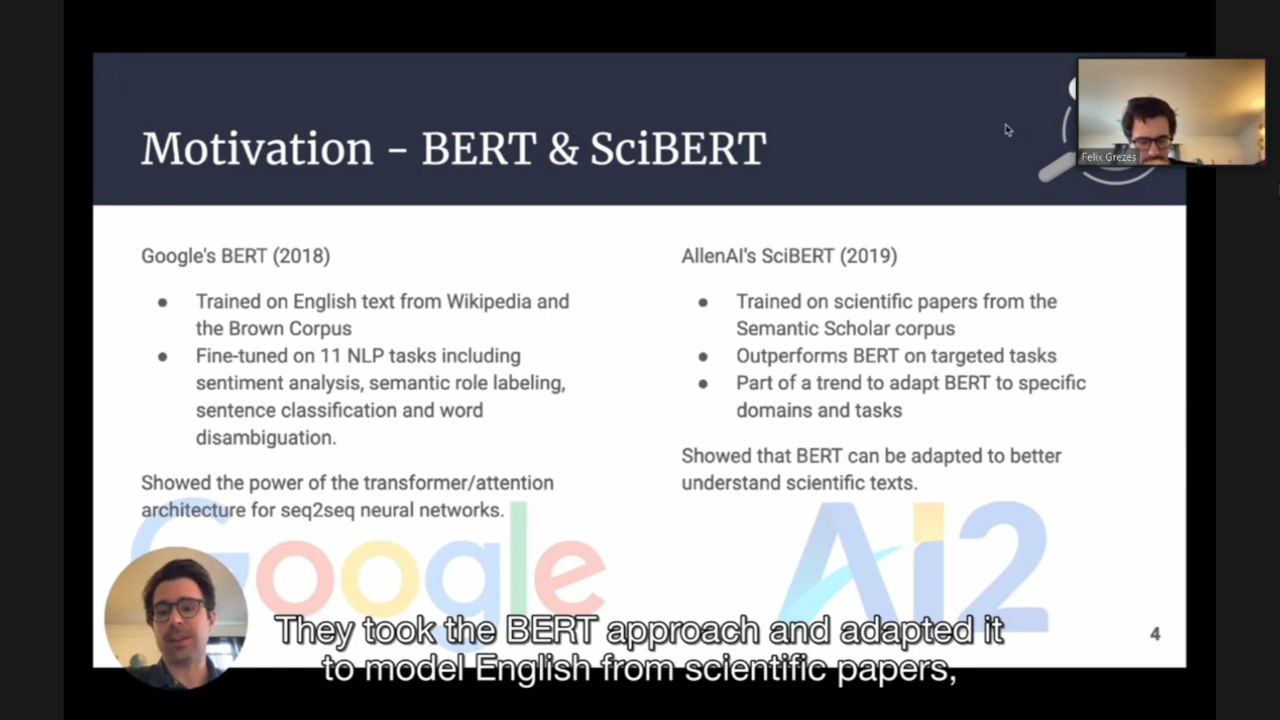 Motivation - BERT & SciBERT
Felix Grezes
Google's BERT (2018)
● Trained on English text from Wikipedia and
the Brown Corpus
● Fine-tuned on 11 NLP tasks including
sentiment analysis, semantic role labeling,
sentence classification and word
disambiguation.
Showed the power of the transformer/attention
architecture for seq2seq neural networks.
Google
AllenAI's SciBERT (2019)
● Trained on scientific papers from the
Semantic Scholar corpus
● Outperforms BERT on targeted tasks
● Part of a trend to adapt BERT to specific
domains and tasks
Showed that BERT can be adapted to better
understand scientific texts.
Ai2
They took the BERT approach and adapted it
to model English from scientific papers,
4